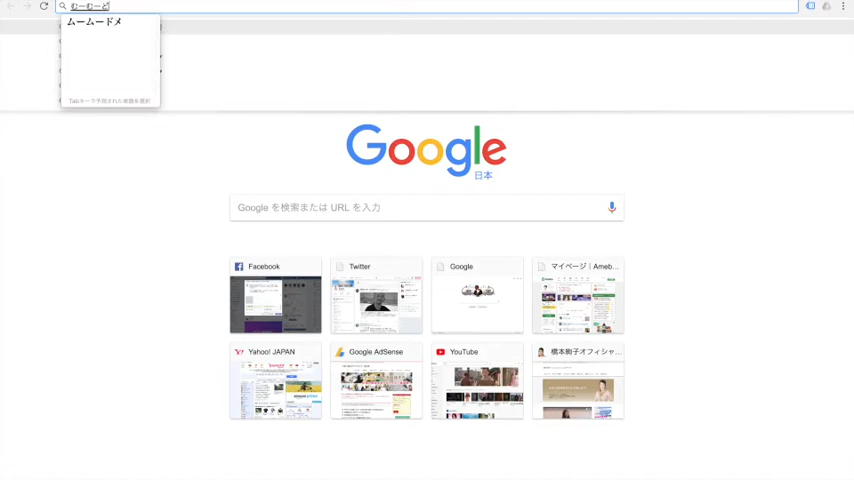 むーむーど
ムームードメ
Tabキーで予測された単語を選択
Google
日本
Google を検索または URL を入力
Facebook
Twitter
Google
マイページ | Ameb...
Yahoo! JAPAN
Google AdSense
YouTube
橋本絢子オフィシャ...